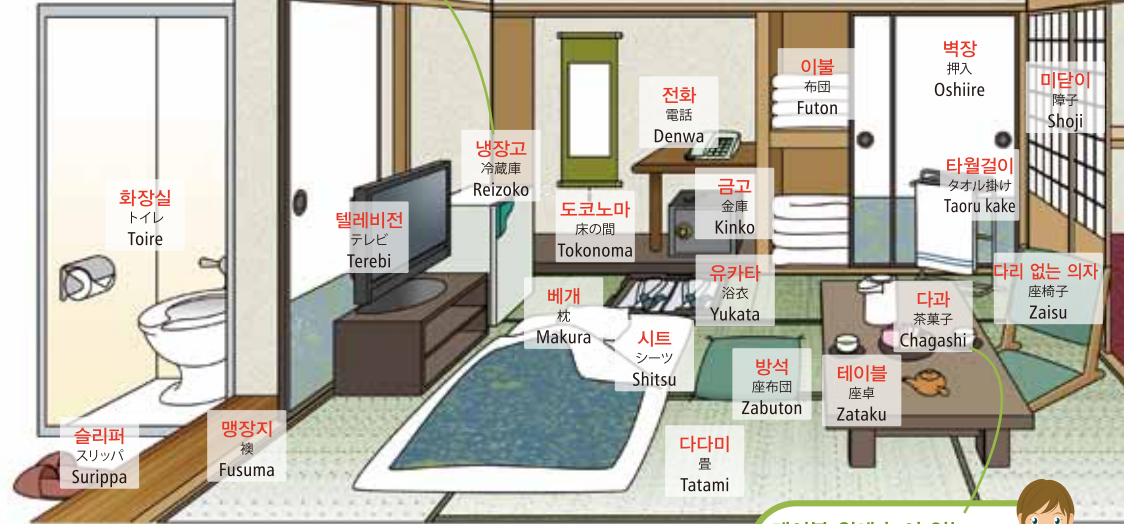 화장실
トイレ
Toire
텔레비전
テレビ
Terebi
냉장고
冷蔵庫
Reizoko
도코노마
床の間
Tokonoma
전화
電話
Denwa
금고
金庫
Kinko
이불
布団
Futon
벽장
押入
Oshiire
미닫이
障子
Shoji
타월걸이
タオル掛け
Taoru kake
유카타
浴衣
Yukata
다리 없는 의자
座椅子
Zaisu
다과
茶菓子
Chagashi
베개
枕
Makura
시트
シーツ
Shitsu
방석
座布団
Zabuton
테이블
座卓
Zataku
슬리퍼
スリッパ
Surippa
맹장지
襖
Fusuma
다다미
畳
Tatami